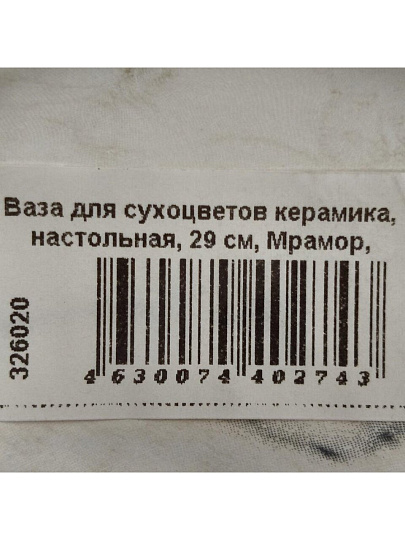 Ваза для сухоцветов керамика,
настольная, 29 см, Мрамор,
326020
4 630074 402743